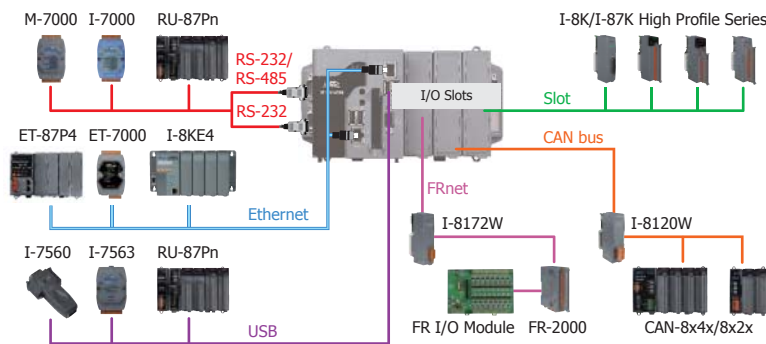 M-7000 I-7000 RU-87Pn
RS-232/
RS-485
RS-232
I/O Slots
I-8K/I-87K High Profile Series
Slot
CAN bus
ET-87P4 ET-7000 I-8KE4
Ethernet
FRnet
I-8172W
I-8120W
I-7560 I-7563 RU-87Pn
USB
FR I/O Module FR-2000
CAN-8x4x/8x2x